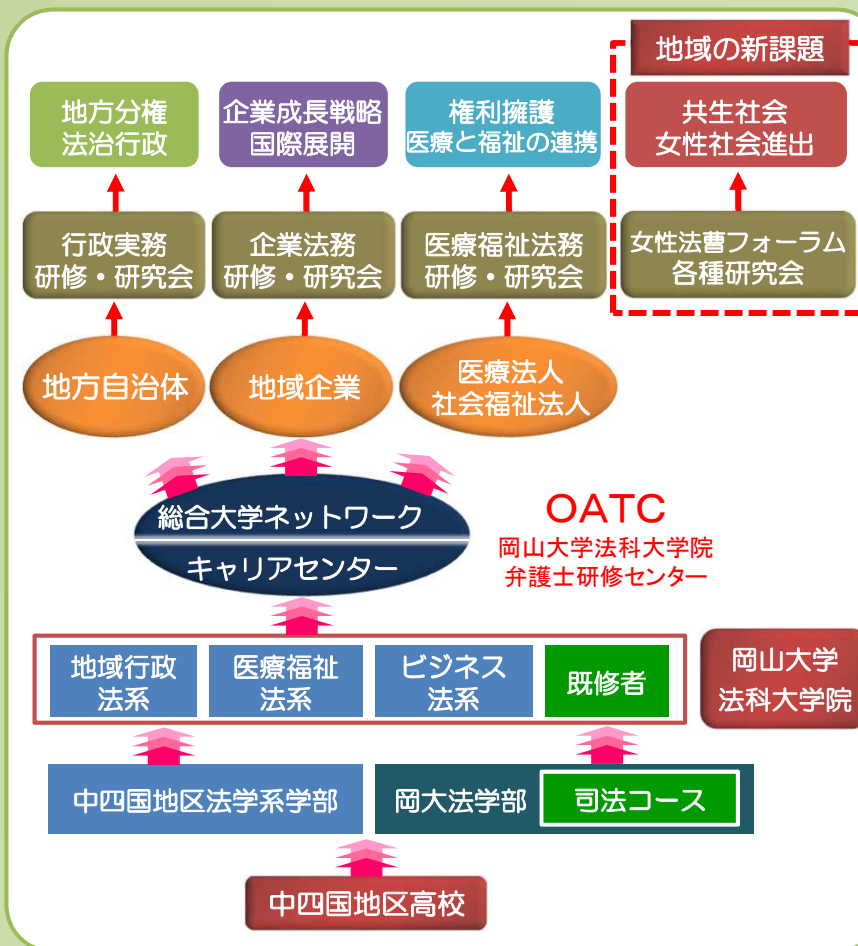 地域の新課題
地方分権
法治行政
企業成長戦略
国際展開
権利擁護
医療と福祉の連携
共生社会
女性社会進出
行政実務
研修・研究会
企業法務
研修・研究会
医療福祉法務
研修・研究会
女性法曹フォーラム
各種研究会
地方自治体
地域企業
医療法人
社会福祉法人
総合大学ネットワーク
キャリアセンター
OATC
岡山大学法科大学院
弁護士研修センター
地域行政
法系
医療福祉
法系
ビジネス
法系
既修者
岡山大学
法科大学院
中四国地区法学系学部
岡大法学部
司法コース
中四国地区高校